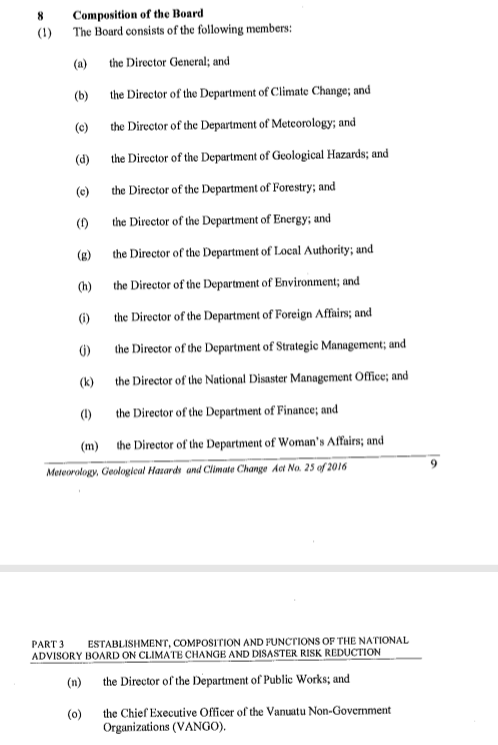 8 Composition of the Board
(1) The Board consists of the following members:
(a) the Director General; and
(b) the Director of the Department of Climate Change; and
(c) the Director of the Department of Meteorology; and
(d) the Director of the Department of Geological Hazards; and
(e) the Director of the Department of Forestry; and
(f) the Director of the Department of Energy; and
(g) the Director of the Department of Local Authority; and
(h) the Director of the Department of Environment; and
(i) the Director of the Department of Foreign Affairs; and
(j) the Director of the Department of Strategic Management; and
(k) the Director of the National Disaster Management Office; and
(l) the Director of the Department of Finance; and
(m) the Director of the Department of Woman's Affairs; and
Meteorology, Geological Hazards and Climate Change Act No. 25 of 2016 9
PART 3 ESTABLISHMENT, COMPOSITION AND FUNCTIONS OF THE NATIONAL
ADVISORY BOARD ON CLIMATE CHANGE AND DISASTER RISK REDUCTION
(n) the Director of the Department of Public Works; and
(o) the Chief Executive Officer of the Vanuatu Non-Government
Organizations (VANGO).